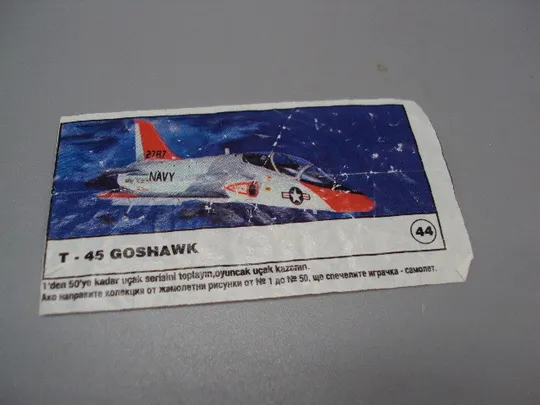 2787
NAVY
T - 45 GOSHAWK
44
1'den 50'ye kadar uçak serisini toplayın,oyuncak uçak kazanın.
Ако направите колекция от жамолетни рисунки от № 1 до № 50. ще спечелите играчка - самолет.